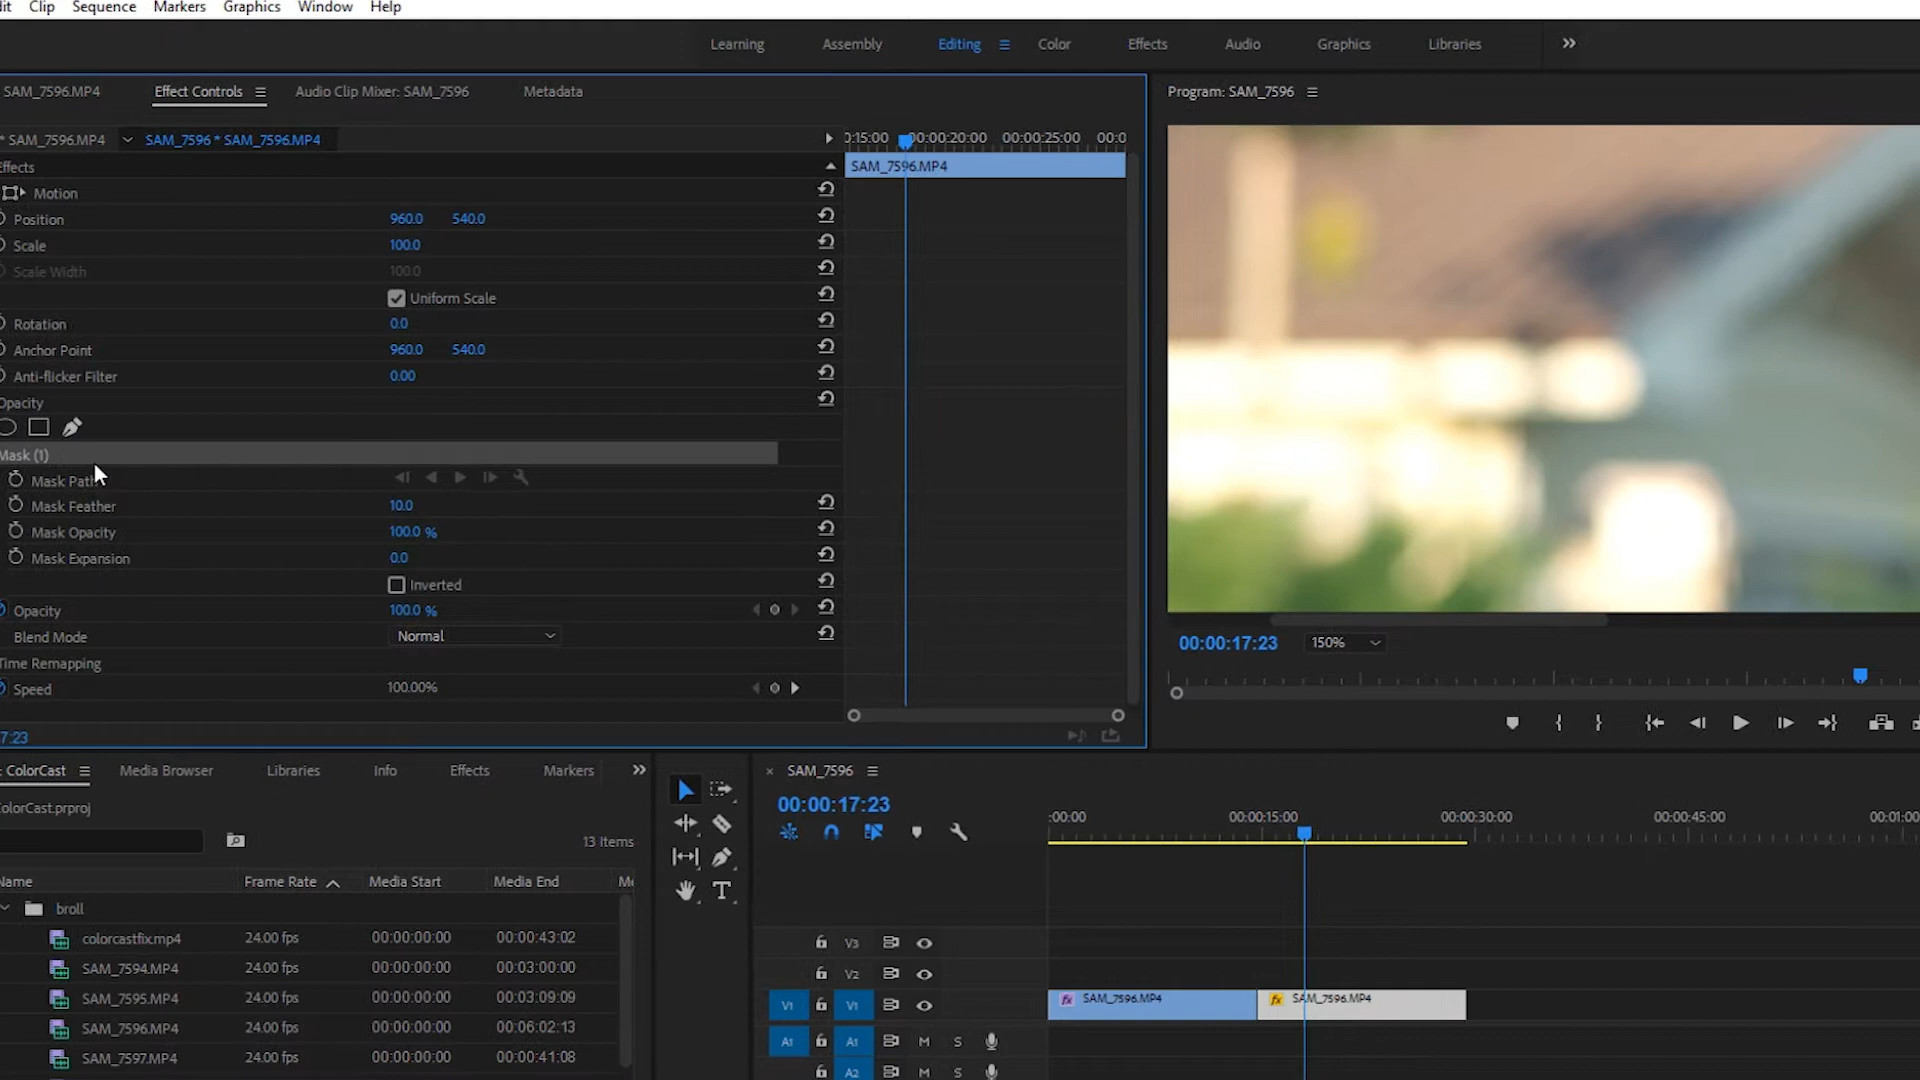 Clip Sequence Markers Graphics Window Help
Learning Assembly Editing Color Effects Audio Graphics Libraries
SAM_7596.MP4 Effect Controls Audio Clip Mixer: SAM_7596 Metadata
Program: SAM_7596
* SAM_7596.MP4 SAM_7596 * SAM_7596.MP4
0:15:00 00:00:20:00 00:00:25:00 00:0
Effects
SAM_7596.MP4
Motion
Position 960.0 540.0
Scale 100.0
Scale Width 100.0
Uniform Scale
Rotation 0.0
Anchor Point 960.0 540.0
Anti-flicker Filter 0.00
Opacity
Mask (1)
Mask Path
Mask Feather 10.0
Mask Opacity 100.0 %
Mask Expansion 0.0
Inverted
Opacity 100.0 %
Blend Mode Normal
Time Remapping
Speed 100.00%
7:23
00:00:17:23 150%
: ColorCast Media Browser Libraries Info Effects Markers
ColorCast.prproj
13 Items
Name Frame Rate Media Start Media End Me
broll
colorcastfix.mp4 24.00 fps 00:00:00:00 00:00:43:02
SAM_7594.MP4 24.00 fps 00:00:00:00 00:03:00:00
SAM_7595.MP4 24.00 fps 00:00:00:00 00:03:09:09
SAM_7596.MP4 24.00 fps 00:00:00:00 00:06:02:13
SAM_7597.MP4 24.00 fps 00:00:00:00 00:00:41:08
× SAM_7596
00:00:17:23
:00:00 00:00:15:00 00:00:30:00 00:00:45:00 00:01:00
V3
V2
V1 V1 fx SAM_7596.MP4 fx SAM_7596.MP4
A1 A1 M S
A2 M S